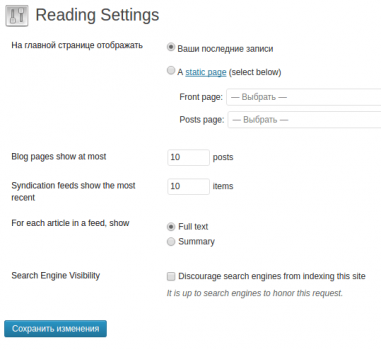 Reading Settings
На главной странице отображать
Ваши последние записи
A static page (select below)
Front page: — Выбрать —
Posts page: — Выбрать —
Blog pages show at most 10 posts
Syndication feeds show the most 10 items
recent
For each article in a feed, show
Full text
Summary
Search Engine Visibility
Discourage search engines from indexing this site
It is up to search engines to honor this request.
Сохранить изменения